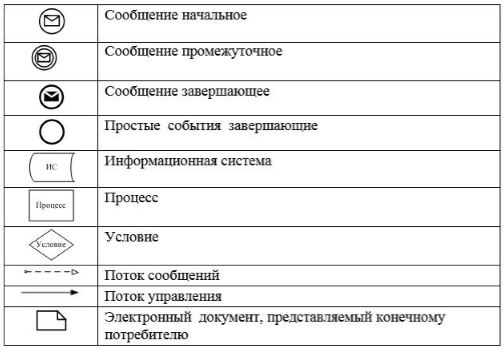 Сообщение начальное
Сообщение промежуточное
Сообщение завершающее
Простые события завершающие
ИС
Информационная система
Процесс
Процесс
Условие
Условие
Поток сообщений
Поток управления
Электронный документ, представляемый конечному
потребителю